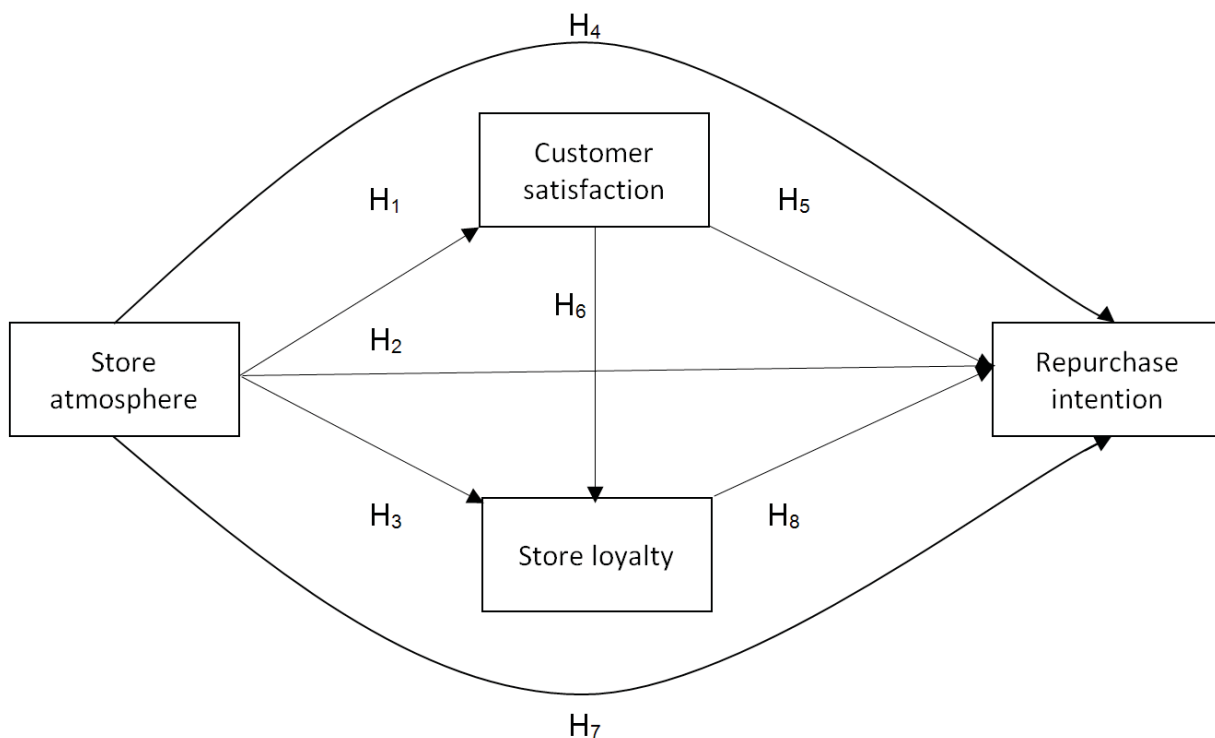 H₄
Customer
satisfaction
H₁
H₅
H₆
H₂
Store
atmosphere
Repurchase
intention
H₃
H₈
Store loyalty
H₇